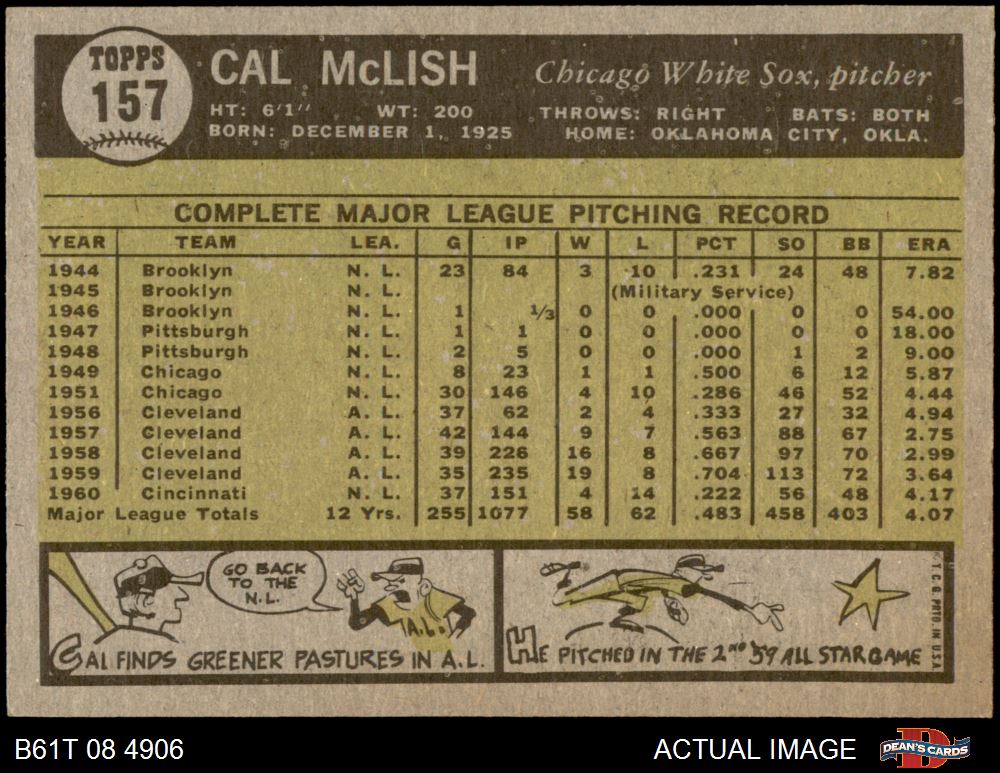 TOPPS
157
CAL McLISH
Chicago White Sox, pitcher
HT: 6'1" WT: 200 THROWS: RIGHT BATS: BOTH
BORN: DECEMBER 1, 1925 HOME: OKLAHOMA CITY, OKLA.
COMPLETE MAJOR LEAGUE PITCHING RECORD
YEAR TEAM LEA. G IP W L PCT SO BB ERA
1944 Brooklyn N. L. 23 84 3 10 .231 24 48 7.82
1945 Brooklyn N. L. (Military Service)
1946 Brooklyn N. L. 1 1/3 0 0 .000 0 0 54.00
1947 Pittsburgh N. L. 1 1 0 0 .000 0 0 18.00
1948 Pittsburgh N. L. 2 5 0 0 .000 1 2 9.00
1949 Chicago N. L. 8 23 1 1 .500 6 12 5.87
1951 Chicago N. L. 30 146 4 10 .286 46 52 4.44
1956 Cleveland A. L. 37 62 2 4 .333 27 32 4.94
1957 Cleveland A. L. 42 144 9 7 .563 88 67 2.75
1958 Cleveland A. L. 39 226 16 8 .667 97 70 2.99
1959 Cleveland A. L. 35 235 19 8 .704 113 72 3.64
1960 Cincinnati N. L. 37 151 4 14 .222 56 48 4.17
Major League Totals 12 Yrs. 255 1077 58 62 .483 458 403 4.07
GO BACK
TO THE
N.L.
A.L.
CAL FINDS GREENER PASTURES IN A.L.
HE PITCHED IN THE 2ND '59 ALL STAR GAME
© T. C. G. PRTD. IN U.S.A.
B61T 08 4906
ACTUAL IMAGE
DEAN'S CARDS